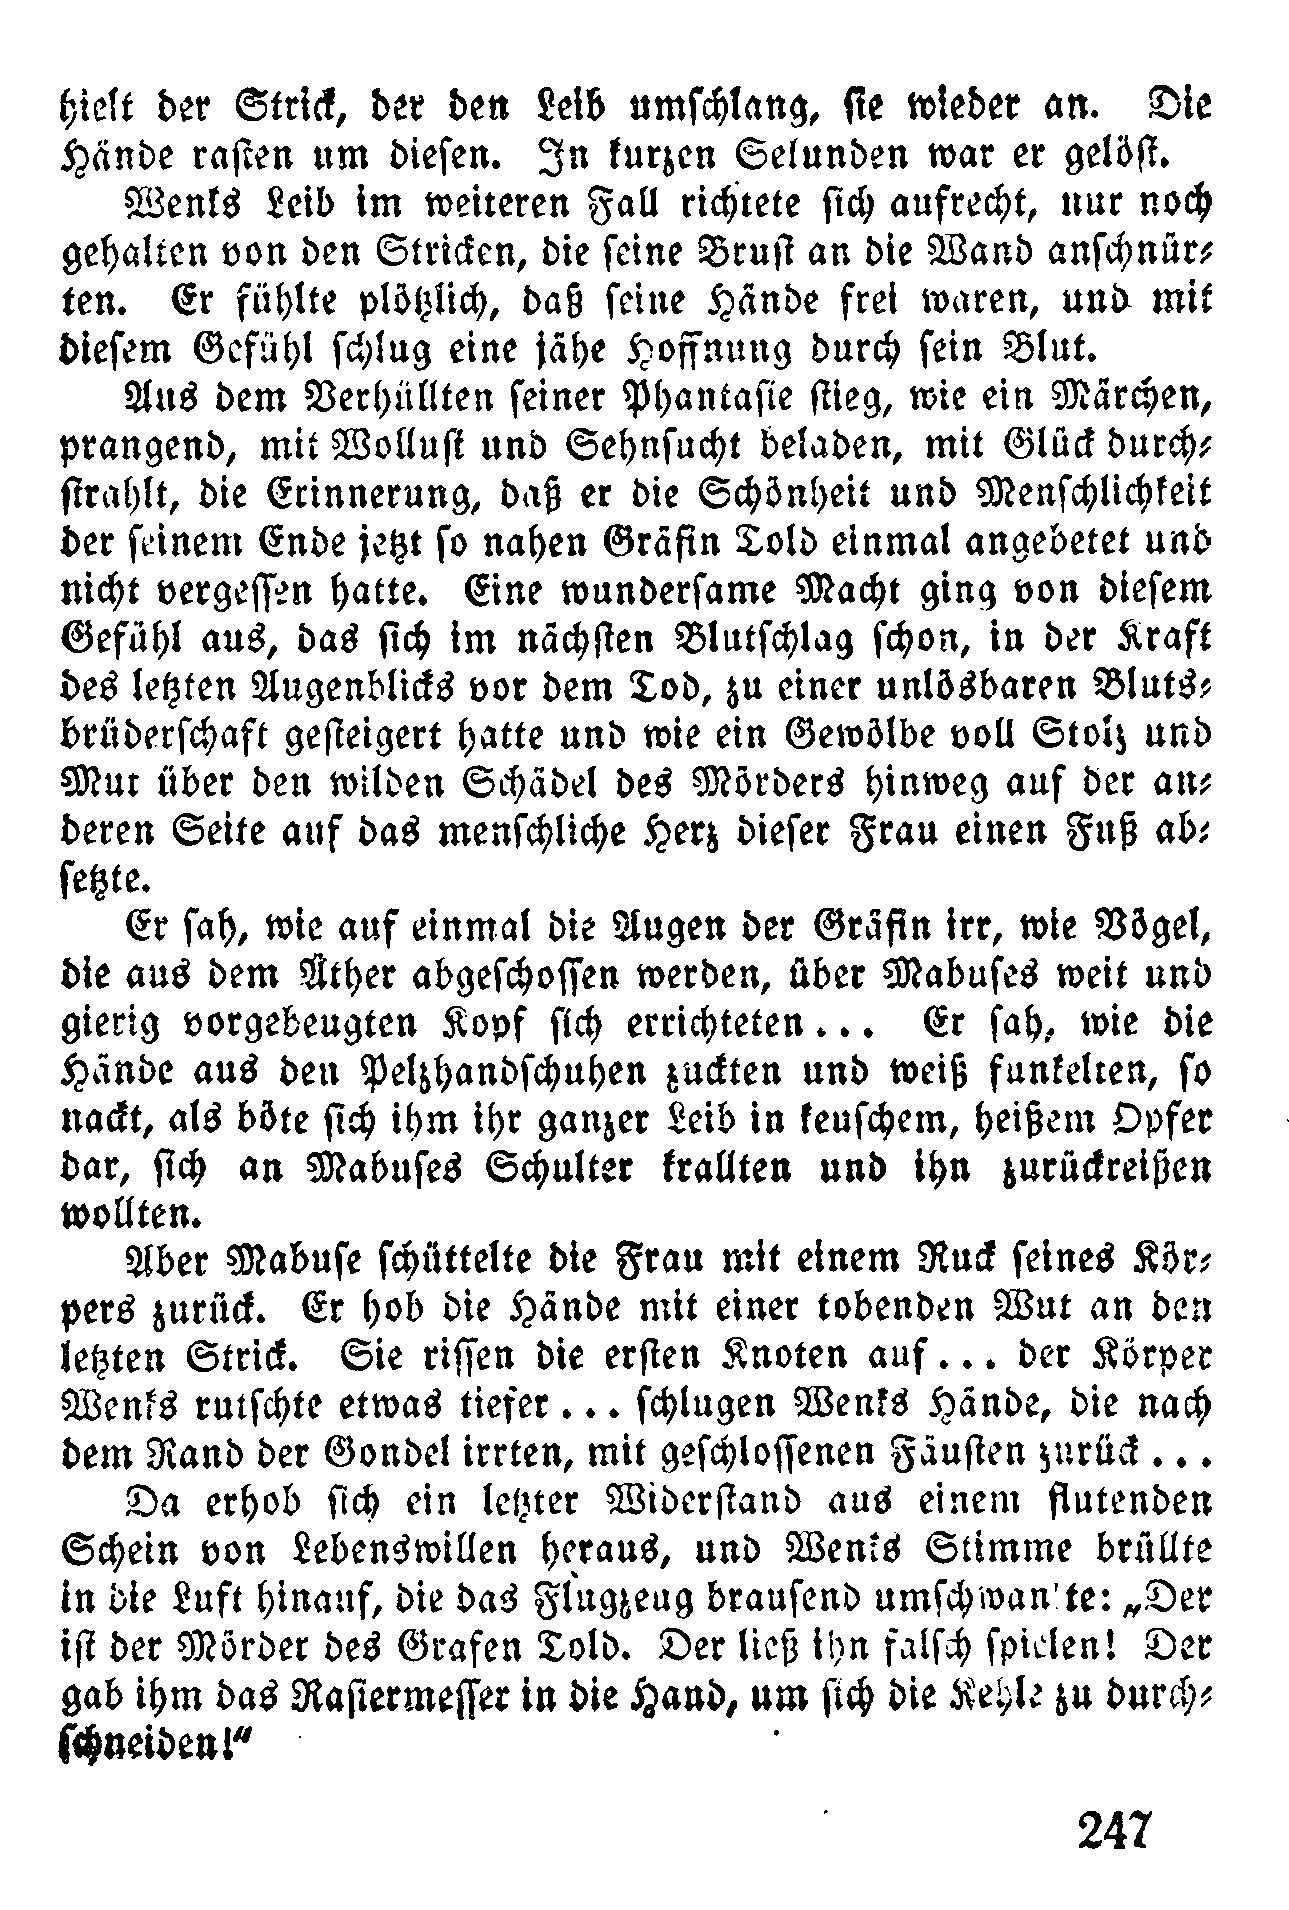 hielt der Strick, der den Leib umschlang, sie wieder an. Die
Hände rasten um diesen. In kurzen Sekunden war er gelöst.
Wenks Leib im weiteren Fall richtete sich aufrecht, nur noch
gehalten von den Stricken, die seine Brust an die Wand anschnür-
ten. Er fühlte plötzlich, daß seine Hände frei waren, und mit
diesem Gefühl schlug eine jähe Hoffnung durch sein Blut.
Aus dem Verhüllten seiner Phantasie stieg, wie ein Märchen,
prangend, mit Wollust und Sehnsucht beladen, mit Glück durch-
strahlt, die Erinnerung, daß er die Schönheit und Menschlichkeit
der seinem Ende jetzt so nahen Gräfin Told einmal angebetet und
nicht vergessen hatte. Eine wundersame Macht ging von diesem
Gefühl aus, das sich im nächsten Blutschlag schon, in der Kraft
des letzten Augenblicks vor dem Tod, zu einer unlösbaren Bluts-
brüderschaft gesteigert hatte und wie ein Gewölbe voll Stolz und
Mut über den wilden Schädel des Mörders hinweg auf der an-
deren Seite auf das menschliche Herz dieser Frau einen Fuß ab-
setzte.
Er sah, wie auf einmal die Augen der Gräfin irr, wie Vögel,
die aus dem Äther abgeschossen werden, über Mabuses weit und
gierig vorgebeugten Kopf sich errichteten... Er sah, wie die
Hände aus den Pelzhandschuhen zuckten und weiß funkelten, so
nackt, als böte sich ihm ihr ganzer Leib in keuschem, heißem Opfer
dar, sich an Mabuses Schulter krallten und ihn zurückreißen
wollten.
Aber Mabuse schüttelte die Frau mit einem Ruck seines Kör-
pers zurück. Er hob die Hände mit einer tobenden Wut an den
letzten Strick. Sie rissen die ersten Knoten auf... der Körper
Wenks rutschte etwas tiefer... schlugen Wenks Hände, die nach
dem Rand der Gondel irrten, mit geschlossenen Fäusten zurück...
Da erhob sich ein letzter Widerstand aus einem flutenden
Schein von Lebenswillen heraus, und Wenks Stimme brüllte
in die Luft hinauf, die das Flugzeug brausend umschwankte: „Der
ist der Mörder des Grafen Told. Der ließ ihn falsch spielen! Der
gab ihm das Rasiermesser in die Hand, um sich die Kehle zu durch-
schneiden!“
247